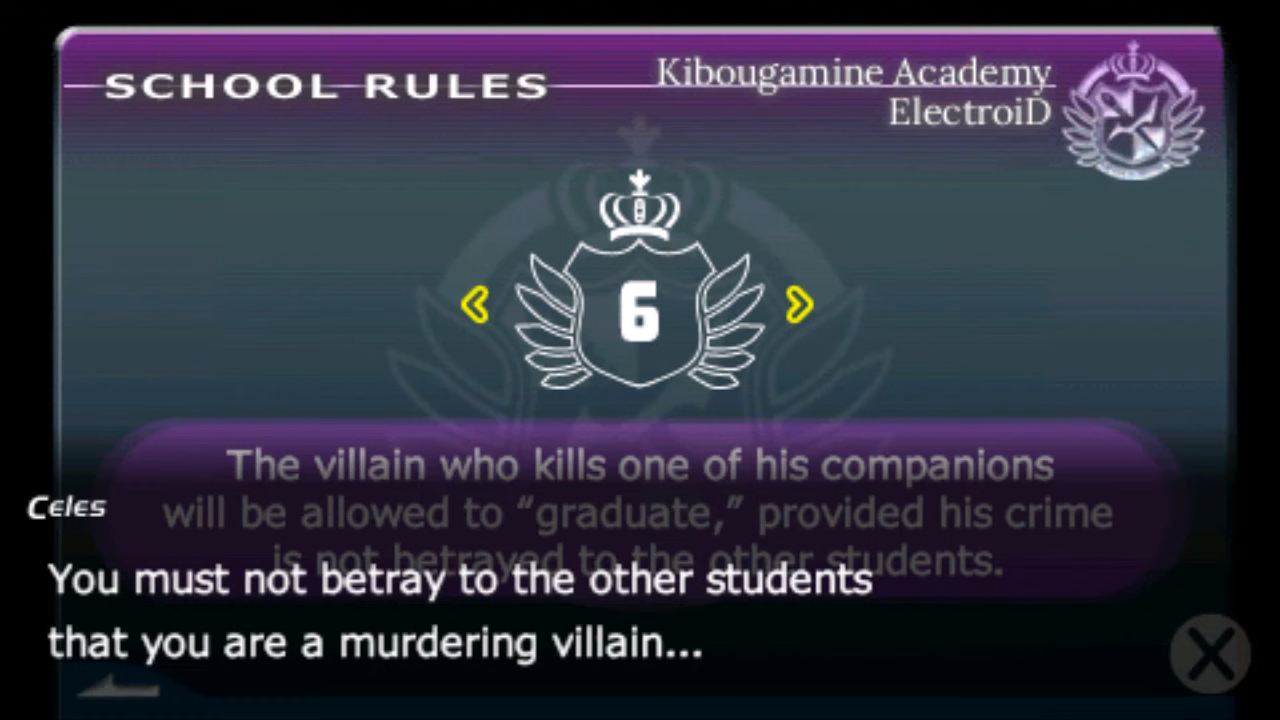 SCHOOL RULES
Kibougamine Academy
ElectroiD
6
The villain who kills one of his companions
will be allowed to “graduate,” provided his crime
is not betrayed to the other students.
Celes
You must not betray to the other students
that you are a murdering villain...
X